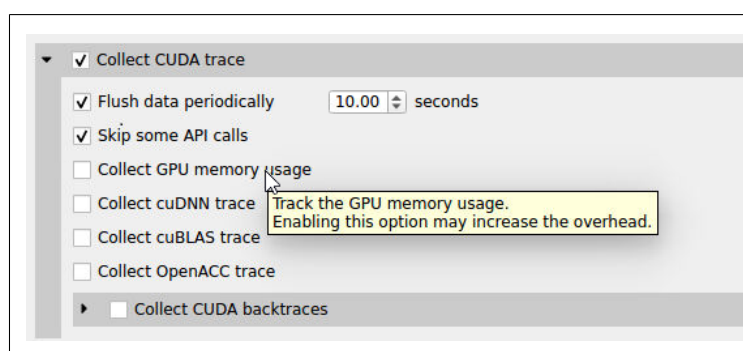 Collect CUDA trace
Flush data periodically 10.00 seconds
Skip some API calls
Collect GPU memory usage
Collect cuDNN trace
Track the GPU memory usage.
Enabling this option may increase the overhead.
Collect cuBLAS trace
Collect OpenACC trace
Collect CUDA backtraces